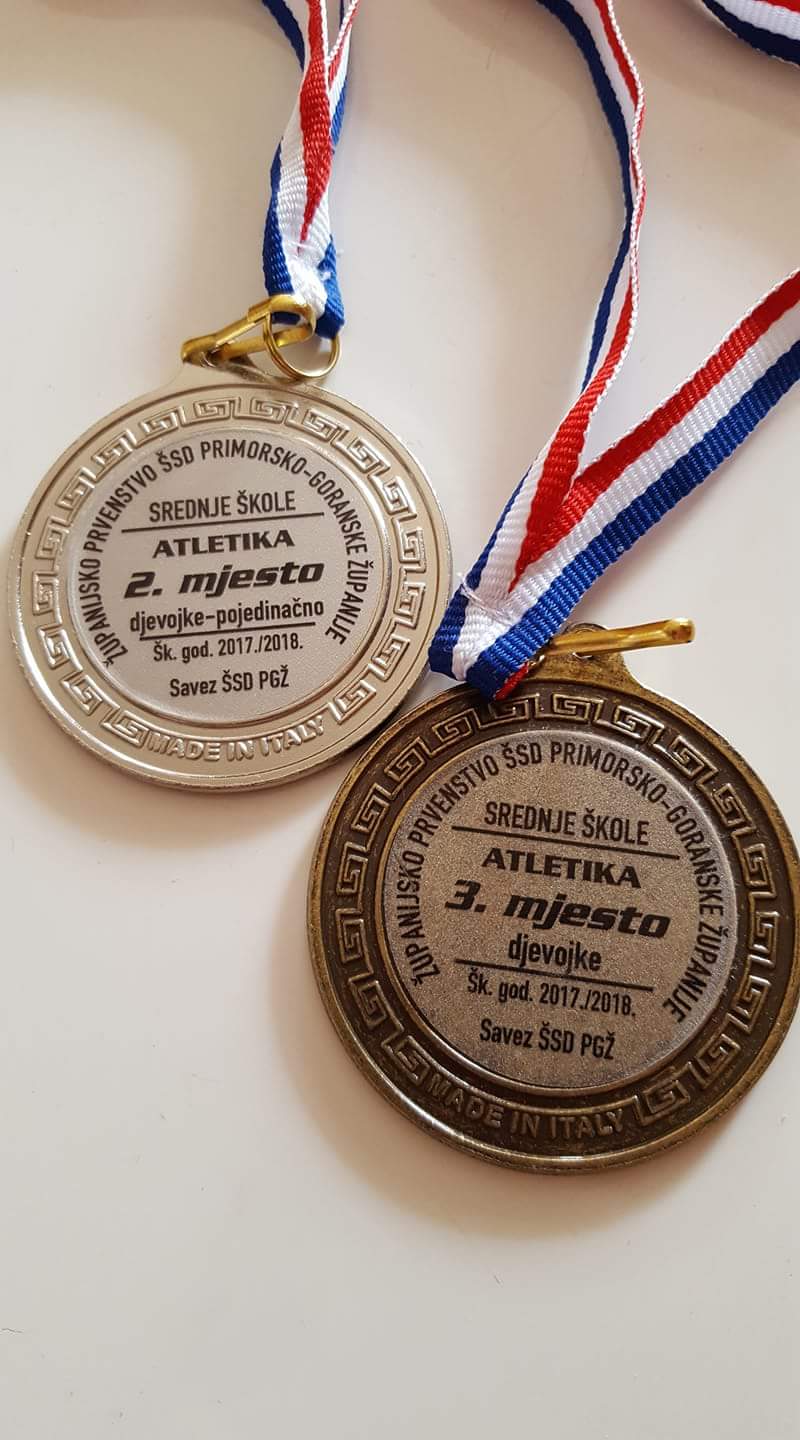 ŽUPANIJSKO PRVENSTVO ŠSD PRIMORSKO-GORANSKE ŽUPANIJE
SREDNJE ŠKOLE
ATLETIKA
2. mjesto
djevojke-pojedinačno
Šk. god. 2017./2018.
Savez ŠSD PGŽ
MADE IN ITALY
ŽUPANIJSKO PRVENSTVO ŠSD PRIMORSKO-GORANSKE ŽUPANIJE
SREDNJE ŠKOLE
ATLETIKA
3. mjesto
djevojke
Šk. god. 2017./2018.
Savez ŠSD PGŽ
MADE IN ITALY